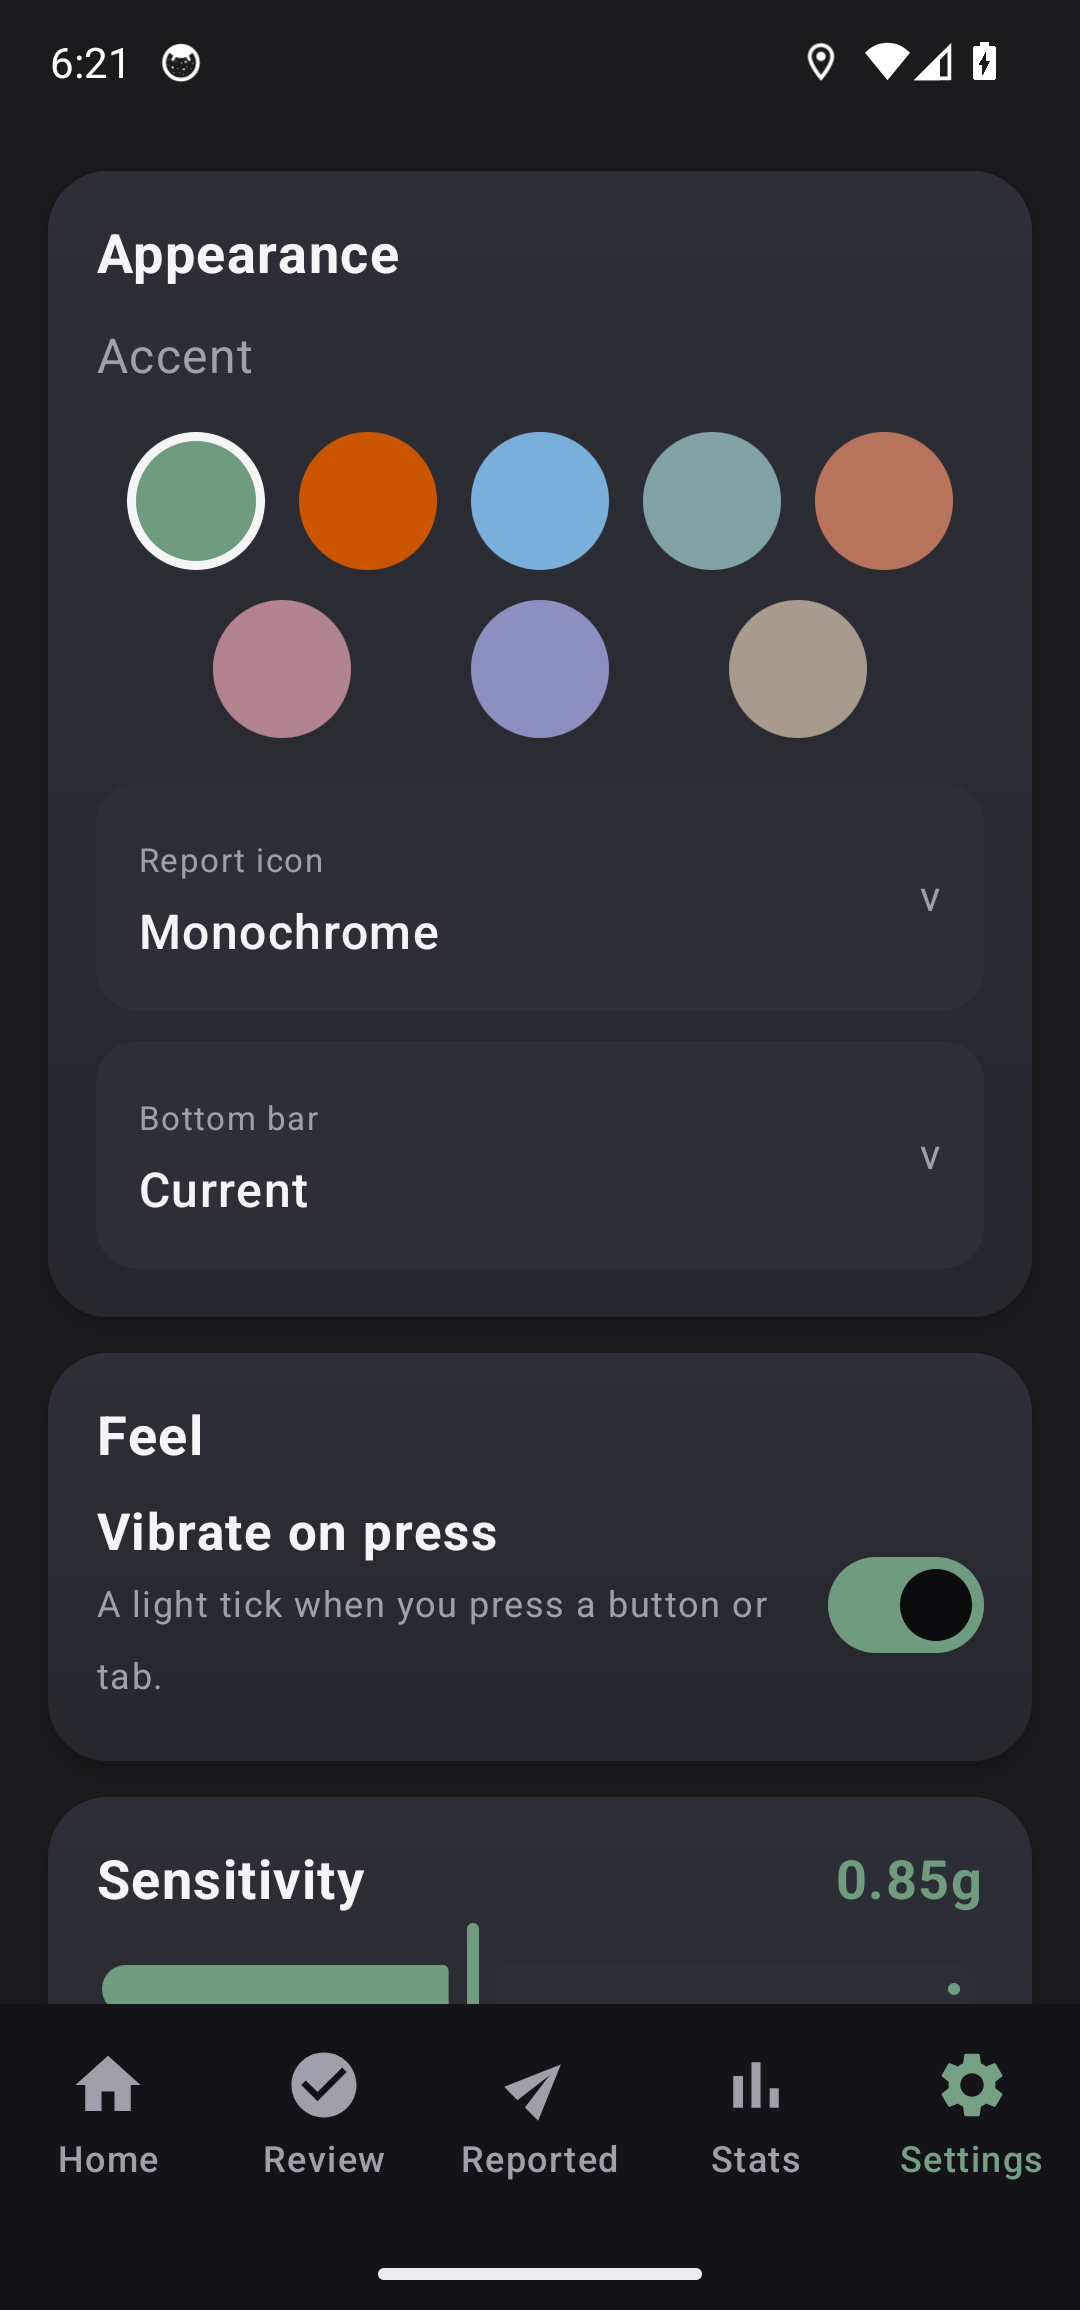 6:21
Appearance
Accent
Report icon
Monochrome
v
Bottom bar
Current
v
Feel
Vibrate on press
A light tick when you press a button or
tab.
Sensitivity 0.85g
Home Review Reported Stats Settings